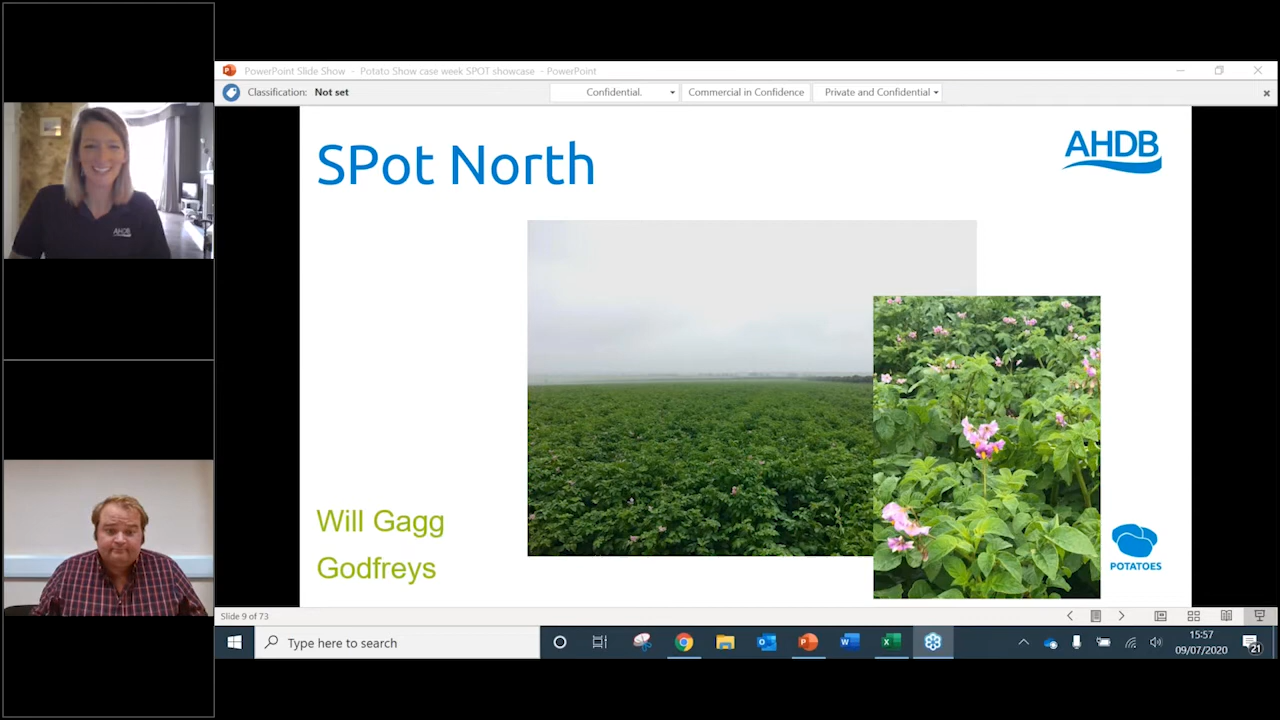 PowerPoint Slide Show - Potato Show case week SPOT showcase - PowerPoint
Classification: Not set
Confidential.
Commercial in Confidence
Private and Confidential
SPot North
AHDB
AHDB
Will Gagg
Godfreys
POTATOES
Slide 9 of 73
Type here to search
15:57
09/07/2020
21